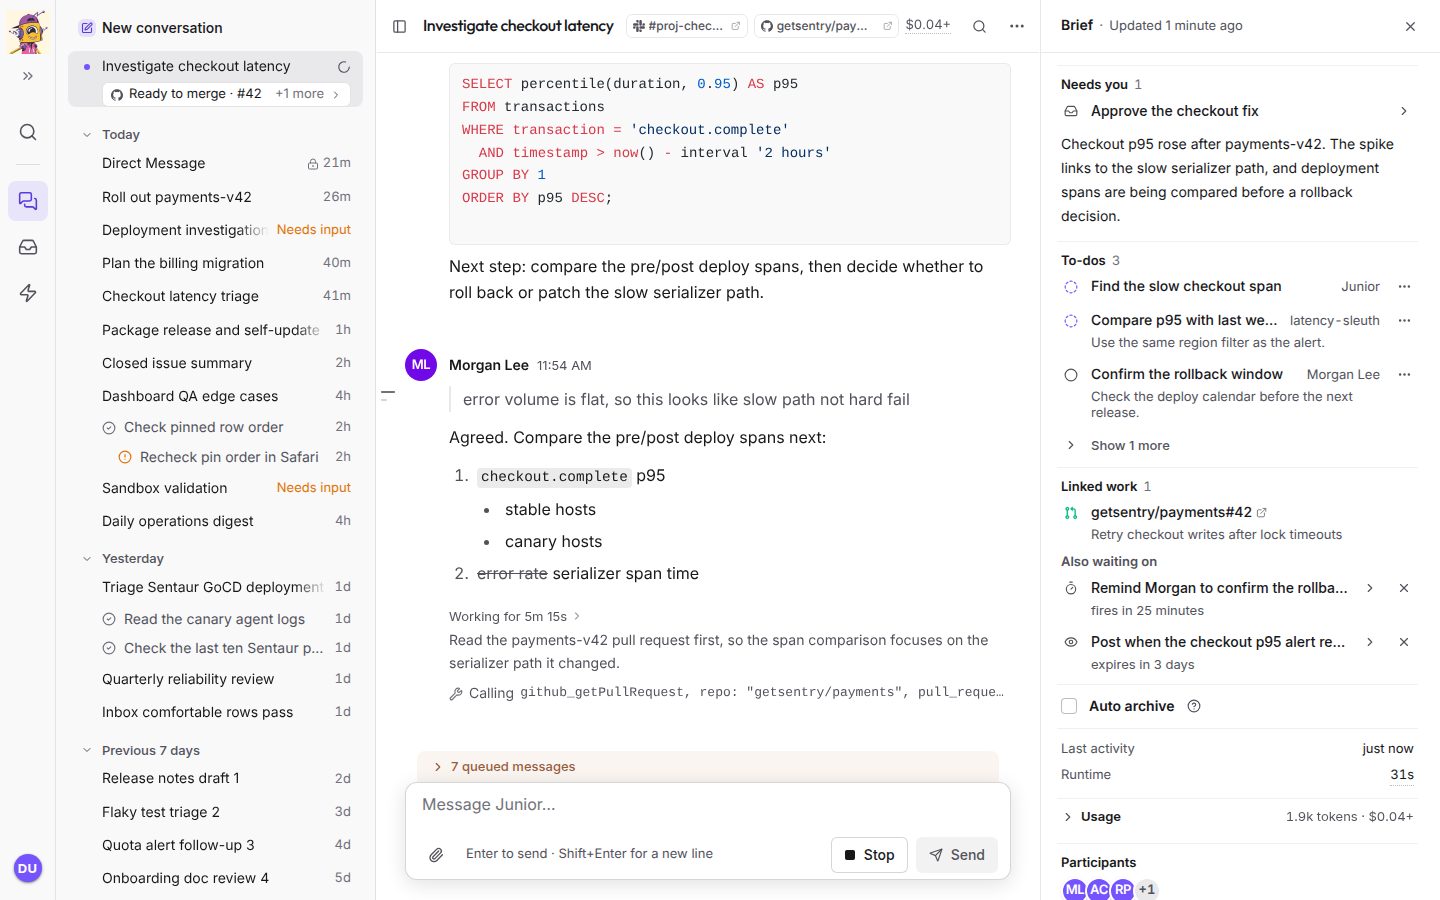 New conversation
Investigate checkout latency
Ready to merge · #42 +1 more
Today
Direct Message 21m
Roll out payments-v42 26m
Deployment investigation Needs input
Plan the billing migration 40m
Checkout latency triage 41m
Package release and self-update 1h
Closed issue summary 2h
Dashboard QA edge cases 4h
Check pinned row order 2h
Recheck pin order in Safari 2h
Sandbox validation Needs input
Daily operations digest 4h
Yesterday
Triage Sentaur GoCD deployment 1d
Read the canary agent logs 1d
Check the last ten Sentaur p... 1d
Quarterly reliability review 1d
Inbox comfortable rows pass 1d
Previous 7 days
Release notes draft 1 2d
Flaky test triage 2 3d
Quota alert follow-up 3 4d
Onboarding doc review 4 5d
DU
Investigate checkout latency #proj-chec... getsentry/pay... $0.04+
SELECT percentile(duration, 0.95) AS p95
FROM transactions
WHERE transaction = 'checkout.complete'
AND timestamp > now() - interval '2 hours'
GROUP BY 1
ORDER BY p95 DESC;
Next step: compare the pre/post deploy spans, then decide whether to
roll back or patch the slow serializer path.
ML Morgan Lee 11:54 AM
error volume is flat, so this looks like slow path not hard fail
Agreed. Compare the pre/post deploy spans next:
1. checkout.complete p95
• stable hosts
• canary hosts
2. error rate serializer span time
Working for 5m 15s
Read the payments-v42 pull request first, so the span comparison focuses on the
serializer path it changed.
Calling github_getPullRequest, repo: "getsentry/payments", pull_reque...
7 queued messages
Message Junior...
Enter to send · Shift+Enter for a new line
Stop
Send
Brief · Updated 1 minute ago
Needs you 1
Approve the checkout fix
Checkout p95 rose after payments-v42. The spike
links to the slow serializer path, and deployment
spans are being compared before a rollback
decision.
To-dos 3
Find the slow checkout span Junior
Compare p95 with last we... latency-sleuth
Use the same region filter as the alert.
Confirm the rollback window Morgan Lee
Check the deploy calendar before the next
release.
Show 1 more
Linked work 1
getsentry/payments#42
Retry checkout writes after lock timeouts
Also waiting on
Remind Morgan to confirm the rollba...
fires in 25 minutes
Post when the checkout p95 alert re...
expires in 3 days
Auto archive
Last activity just now
Runtime 31s
Usage 1.9k tokens · $0.04+
Participants
ML AC RP +1